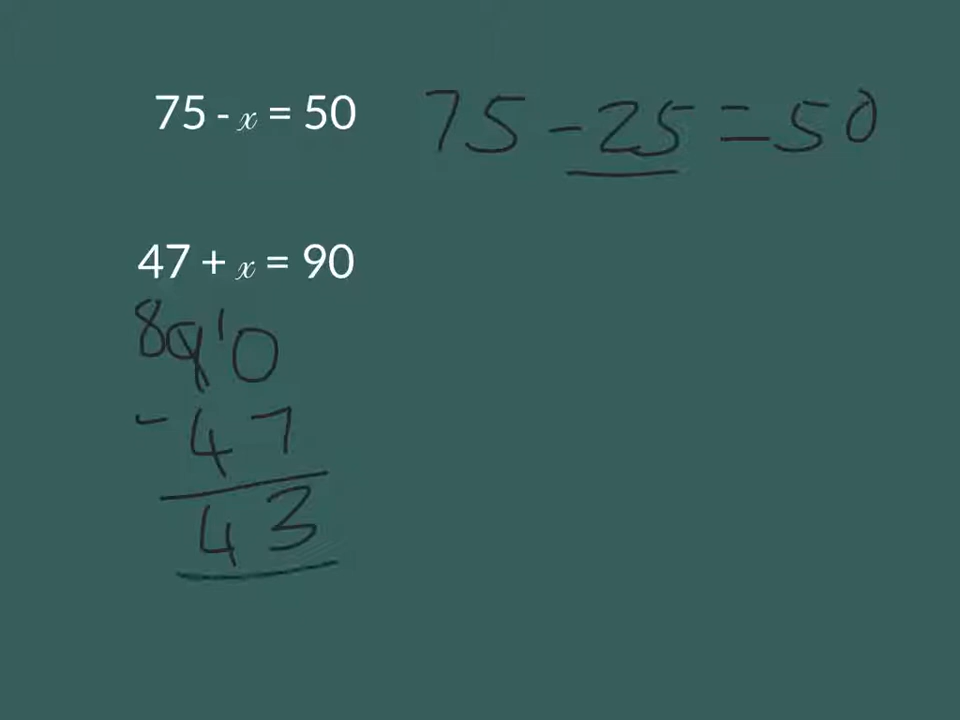 75 - x = 50 75 - 25 = 50
47 + x = 90
8 9 1 0
- 4 7
4 3